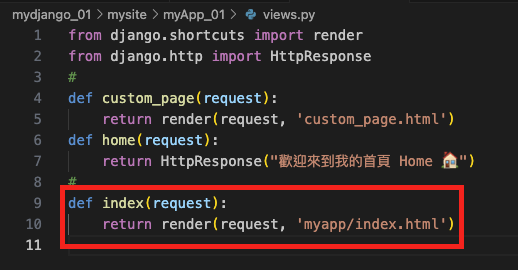 mydjango_01 > mysite > myApp_01 > views.py
1 from django.shortcuts import render
2 from django.http import HttpResponse
3 #
4 def custom_page(request):
5     return render(request, 'custom_page.html')
6 def home(request):
7     return HttpResponse("歡迎來到我的首頁 Home 🏠")
8 #
9 def index(request):
10     return render(request, 'myapp/index.html')
11